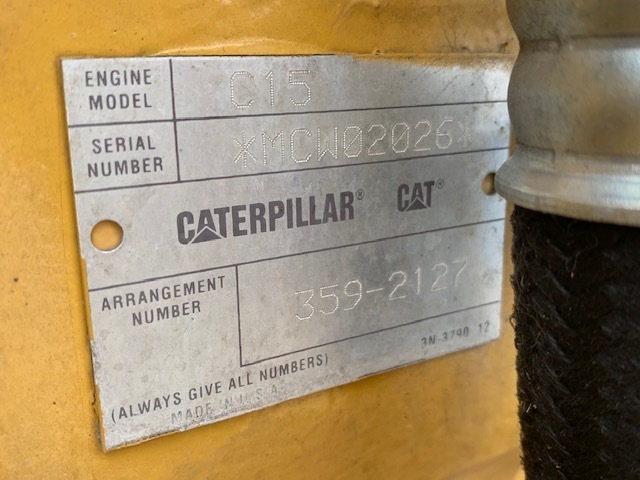 ENGINE MODEL C15
SERIAL NUMBER *MCW02026*
CATERPILLAR® CAT®
ARRANGEMENT NUMBER 359-2127
3N-3790 12
(ALWAYS GIVE ALL NUMBERS)
MADE IN U.S.A.